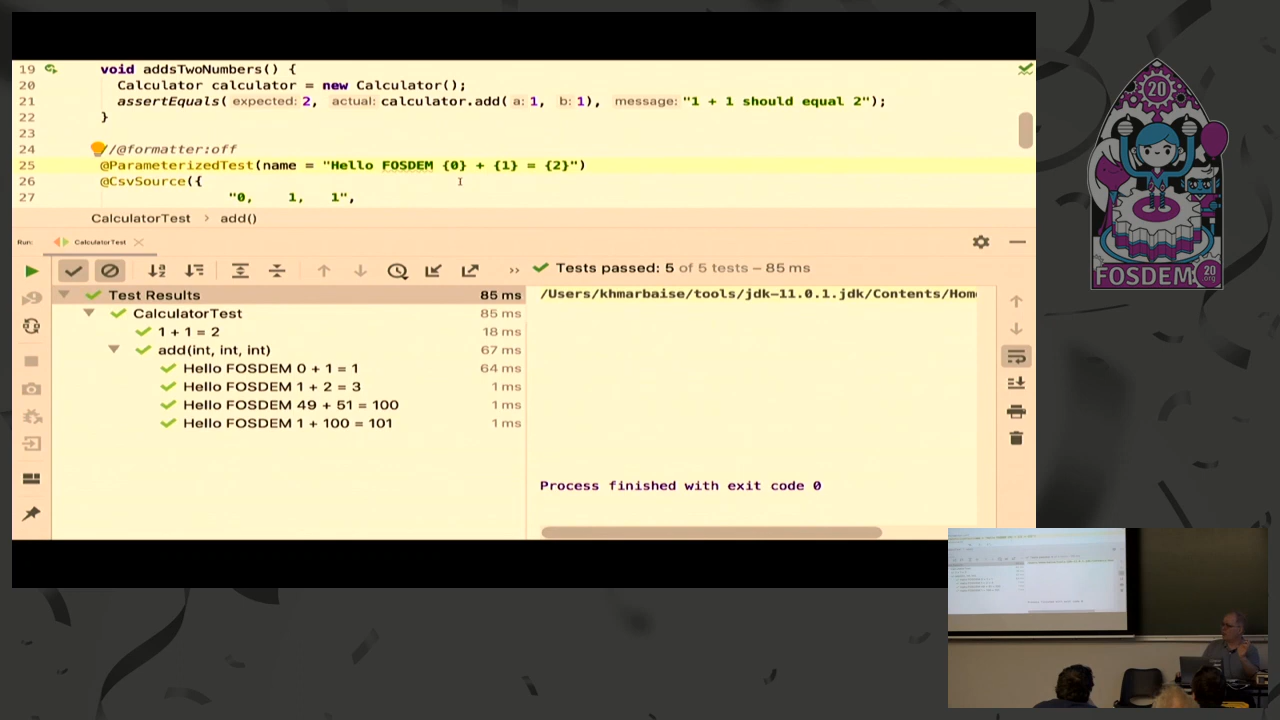 19 void addsTwoNumbers() {
20 Calculator calculator = new Calculator();
21 assertEquals( expected: 2, actual: calculator.add( a: 1, b: 1), message: "1 + 1 should equal 2");
22 }
23
24 //@formatter:off
25 @ParameterizedTest(name = "Hello FOSDEM {0} + {1} = {2}")
26 @CsvSource({
27 "0, 1, 1",
CalculatorTest > add()
Run: CalculatorTest
Tests passed: 5 of 5 tests – 85 ms
Test Results 85 ms
CalculatorTest 85 ms
1 + 1 = 2 18 ms
add(int, int, int) 67 ms
Hello FOSDEM 0 + 1 = 1 64 ms
Hello FOSDEM 1 + 2 = 3 1 ms
Hello FOSDEM 49 + 51 = 100 1 ms
Hello FOSDEM 1 + 100 = 101 1 ms
/Users/khmarbaise/tools/jdk-11.0.1.jdk/Contents/Hom
Process finished with exit code 0
20
FOSDEM 20
.org